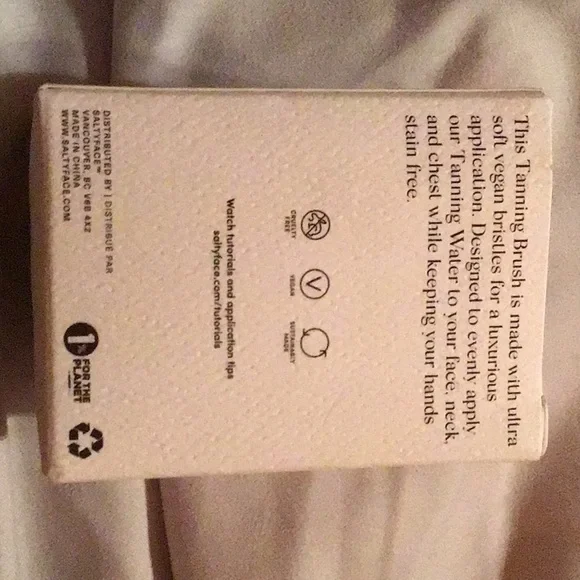 This Tanning Brush is made with ultra
soft vegan bristles for a luxurious
application. Designed to evenly apply
our Tanning Water to your face, neck,
and chest while keeping your hands
stain free.
CRUELTY
FREE
V
VEGAN
SUSTAINABLY
MADE
Watch tutorials and application tips
saltyface.com/tutorials
DISTRIBUTED BY | DISTRIBUÉ PAR
SALTYFACE™
VANCOUVER, BC V6B 4X2
MADE IN CHINA
WWW.SALTYFACE.COM
1%
FOR THE
PLANET